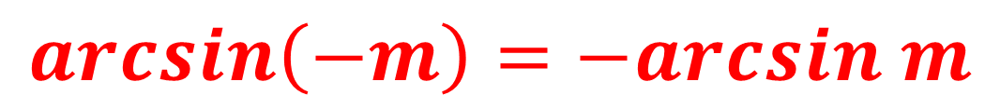 arcsin(−m) = −arcsin m